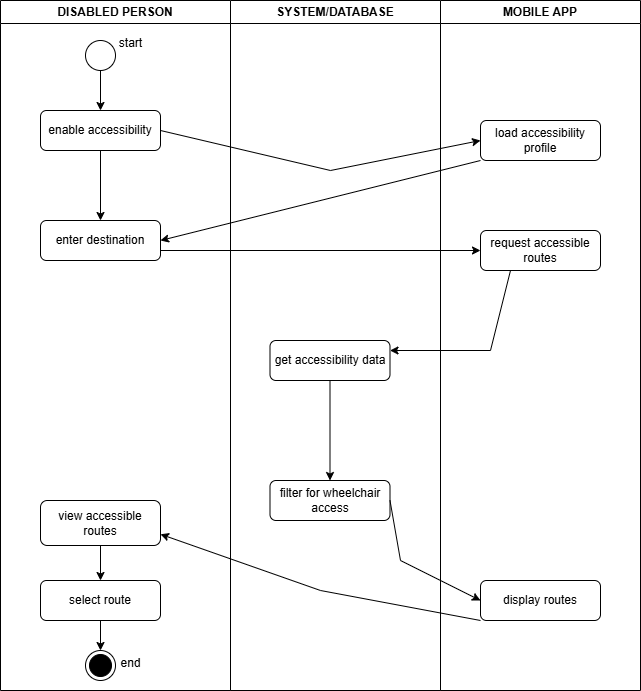 DISABLED PERSON
SYSTEM/DATABASE
MOBILE APP
start
enable accessibility
load accessibility
profile
enter destination
request accessible
routes
get accessibility data
filter for wheelchair
access
view accessible
routes
select route
display routes
end